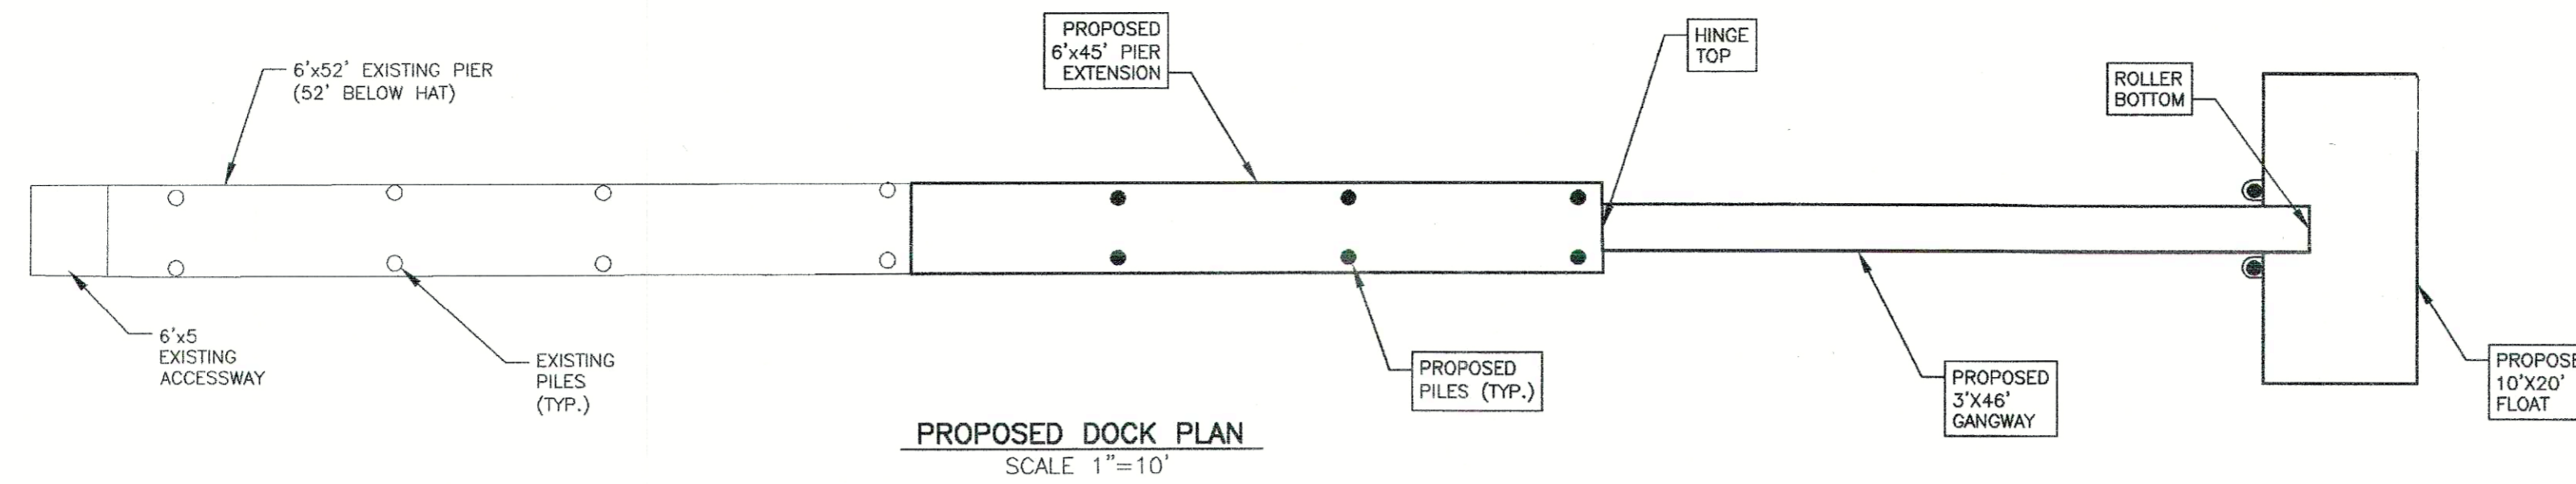 6'x52' EXISTING PIER
(52' BELOW HAT)
PROPOSED
6'x45' PIER
EXTENSION
HINGE
TOP
ROLLER
BOTTOM
6'x5
EXISTING
ACCESSWAY
EXISTING
PILES
(TYP.)
PROPOSED
PILES (TYP.)
PROPOSED
3'X46'
GANGWAY
PROPOSE
10'X20'
FLOAT
PROPOSED DOCK PLAN
SCALE 1"=10'